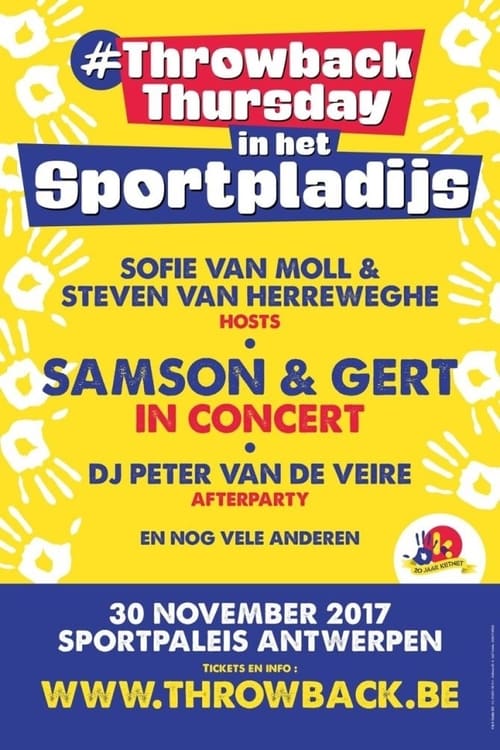 #Throwback
Thursday
in het
Sportpladijs
SOFIE VAN MOLL &
STEVEN VAN HERREWEGHE
HOSTS
•
SAMSON & GERT
IN CONCERT
•
DJ PETER VAN DE VEIRE
AFTERPARTY
EN NOG VELE ANDEREN
20 JAAR KETNET
30 NOVEMBER 2017
SPORTPALEIS ANTWERPEN
TICKETS EN INFO :
WWW.THROWBACK.BE